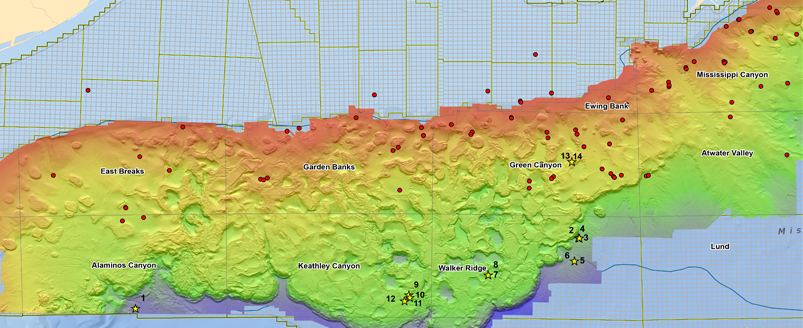 Mississippi Canyon
Ewing Bank
Atwater Valley
13 14
Green Canyon
Garden Banks
East Breaks
2 4
3
Mis
Lund
6 5
Alaminos Canyon
Keathley Canyon
Walker Ridge
8
7
9
10
12 11
1